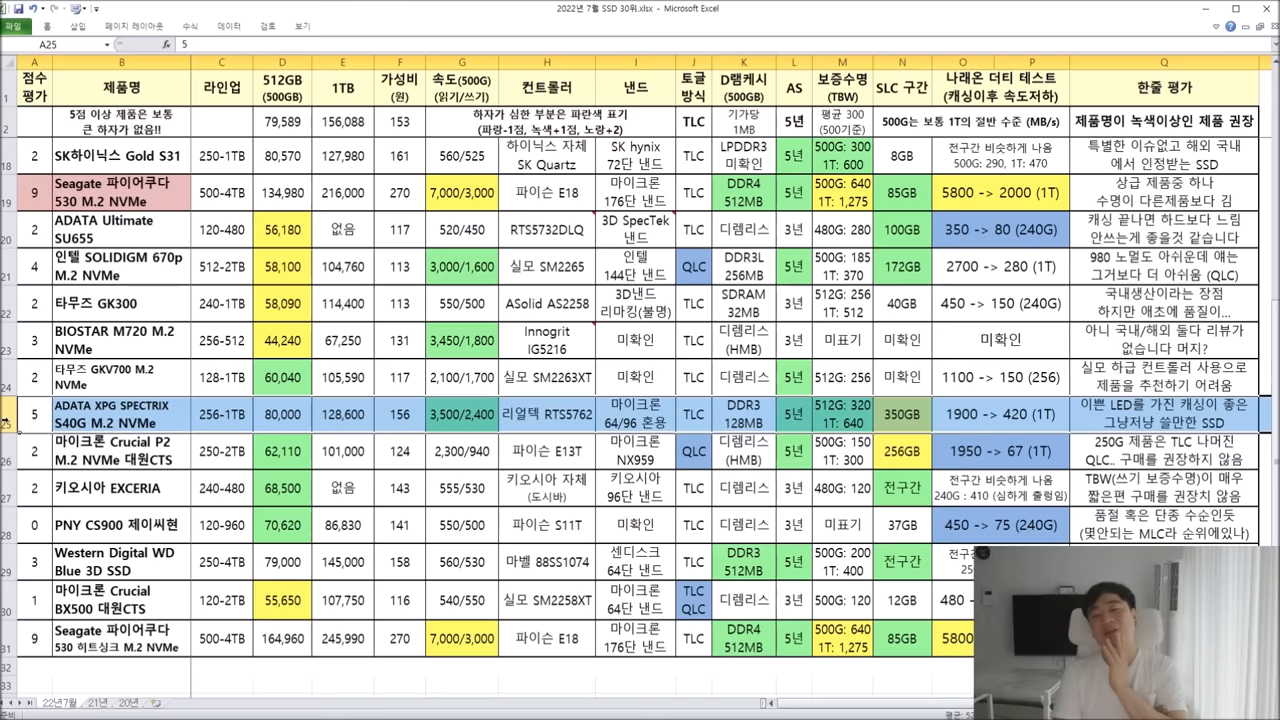 2022년 7월 SSD 30위.xlsx - Microsoft Excel
파일 홈 삽입 페이지 레이아웃 수식 데이터 검토 보기
A25 fx 5
A B C D E F G H I J K L M N O P Q
1 점수 평가 제품명 라인업 512GB (500GB) 1TB 가성비 (원) 속도(500G) (읽기/쓰기) 컨트롤러 낸드 토글 방식 D램캐시 (500GB) AS 보증수명 (TBW) SLC 구간 나래온 더티 테스트 (캐싱이후 속도저하) 한줄 평가
2 5점 이상 제품은 보통 큰 하자가 없음!! 79,589 156,088 153 하자가 심한 부분은 파란색 표기 (파랑-1점, 녹색+1점, 노랑+2) TLC 기가당 1MB 5년 평균 300 (500기준) 500G는 보통 1T의 절반 수준 (MB/s) 제품명이 녹색이상인 제품 권장
18 2 SK하이닉스 Gold S31 250-1TB 80,570 127,980 161 560/525 하이닉스 자체 SK Quartz SK hynix 72단 낸드 TLC LPDDR3 미확인 5년 500G: 300 1T: 600 8GB 전구간 비슷하게 나옴 500G: 290, 1T: 470 특별한 이슈없고 해외 국내에서 인정받는 SSD
19 9 Seagate 파이어쿠다 530 M.2 NVMe 500-4TB 134,980 216,000 270 7,000/3,000 파이슨 E18 마이크론 176단 낸드 TLC DDR4 512MB 5년 500G: 640 1T: 1,275 85GB 5800 -> 2000 (1T) 상급 제품중 하나 수명이 다른제품보다 김
20 2 ADATA Ultimate SU655 120-480 56,180 없음 117 520/450 RTS5732DLQ 3D SpecTek 낸드 TLC 디렘리스 3년 480G: 280 100GB 350 -> 80 (240G) 캐싱 끝나면 하드보다 느림 안쓰는게 좋을것 같습니다
21 4 인텔 SOLIDIGM 670p M.2 NVMe 512-2TB 58,100 104,760 113 3,000/1,600 실모 SM2265 인텔 144단 낸드 QLC DDR3L 256MB 5년 500G: 185 1T: 370 172GB 2700 -> 280 (1T) 980 노멀도 아쉬운데 얘는 그거보다 더 아쉬움 (QLC)
22 2 타무즈 GK300 240-1TB 58,090 114,400 113 550/500 ASolid AS2258 3D낸드 리마킹(불명) TLC SDRAM 32MB 3년 512G: 256 1T: 512 40GB 450 -> 150 (240G) 국내생산이라는 장점 하지만 애초에 품질이...
23 3 BIOSTAR M720 M.2 NVMe 256-512 44,240 67,250 131 3,450/1,800 Innogrit IG5216 미확인 TLC 디렘리스 (HMB) 3년 미표기 미확인 미확인 아니 국내/해외 둘다 리뷰가 없습니다 머지?
24 2 타무즈 GKV700 M.2 NVMe 128-1TB 60,040 105,590 117 2,100/1,700 실모 SM2263XT 미확인 TLC 디렘리스 5년 512G: 256 미확인 1100 -> 150 (256) 실모 하급 컨트롤러 사용으로 제품을 추천하기 어려움
5 ADATA XPG SPECTRIX S40G M.2 NVMe 256-1TB 80,000 128,600 156 3,500/2,400 리얼텍 RTS5762 마이크론 64/96 혼용 TLC DDR3 128MB 5년 512G: 320 1T: 640 350GB 1900 -> 420 (1T) 이쁜 LED를 가진 캐싱이 좋은 그냥저냥 쓸만한 SSD
26 2 마이크론 Crucial P2 M.2 NVMe 대원CTS 250-2TB 62,110 101,000 124 2,300/940 파이슨 E13T 마이크론 NX959 QLC 디렘리스 (HMB) 5년 500G: 150 1T: 300 256GB 1950 -> 67 (1T) 250G 제품은 TLC 나머진 QLC.. 구매를 권장하지 않음
27 2 키오시아 EXCERIA 240-480 68,500 없음 143 555/530 키오시아 자체 (도시바) 키오시아 96단 낸드 TLC 디렘리스 3년 480G: 120 전구간 전구간 비슷하게 나옴 240G : 410 (심하게 출렁임) TBW(쓰기 보증수명)이 매우 짧은편 구매를 권장치 않음
28 0 PNY CS900 제이씨현 120-960 70,620 86,830 141 550/500 파이슨 S11T 미확인 TLC 디렘리스 3년 미표기 37GB 450 -> 75 (240G) 품절 혹은 단종 수순인듯 (몇안되는 MLC라 순위에있나)
29 3 Western Digital WD Blue 3D SSD 250-4TB 79,000 145,000 158 560/530 마벨 88SS1074 센디스크 64단 낸드 TLC DDR3 512MB 5년 500G: 200 1T: 400 전구간 전구간
30 1 마이크론 Crucial BX500 대원CTS 120-2TB 55,650 107,750 116 540/550 실모 SM2258XT 마이크론 64단 낸드 TLC QLC 디렘리스 3년 500G: 120 12GB 480 -
31 9 Seagate 파이어쿠다 530 히트싱크 M.2 NVMe 500-4TB 164,960 245,990 270 7,000/3,000 파이슨 E18 마이크론 176단 낸드 TLC DDR4 512MB 5년 500G: 640 1T: 1,275 85GB 5800
32
33
22년7월 21년 20년